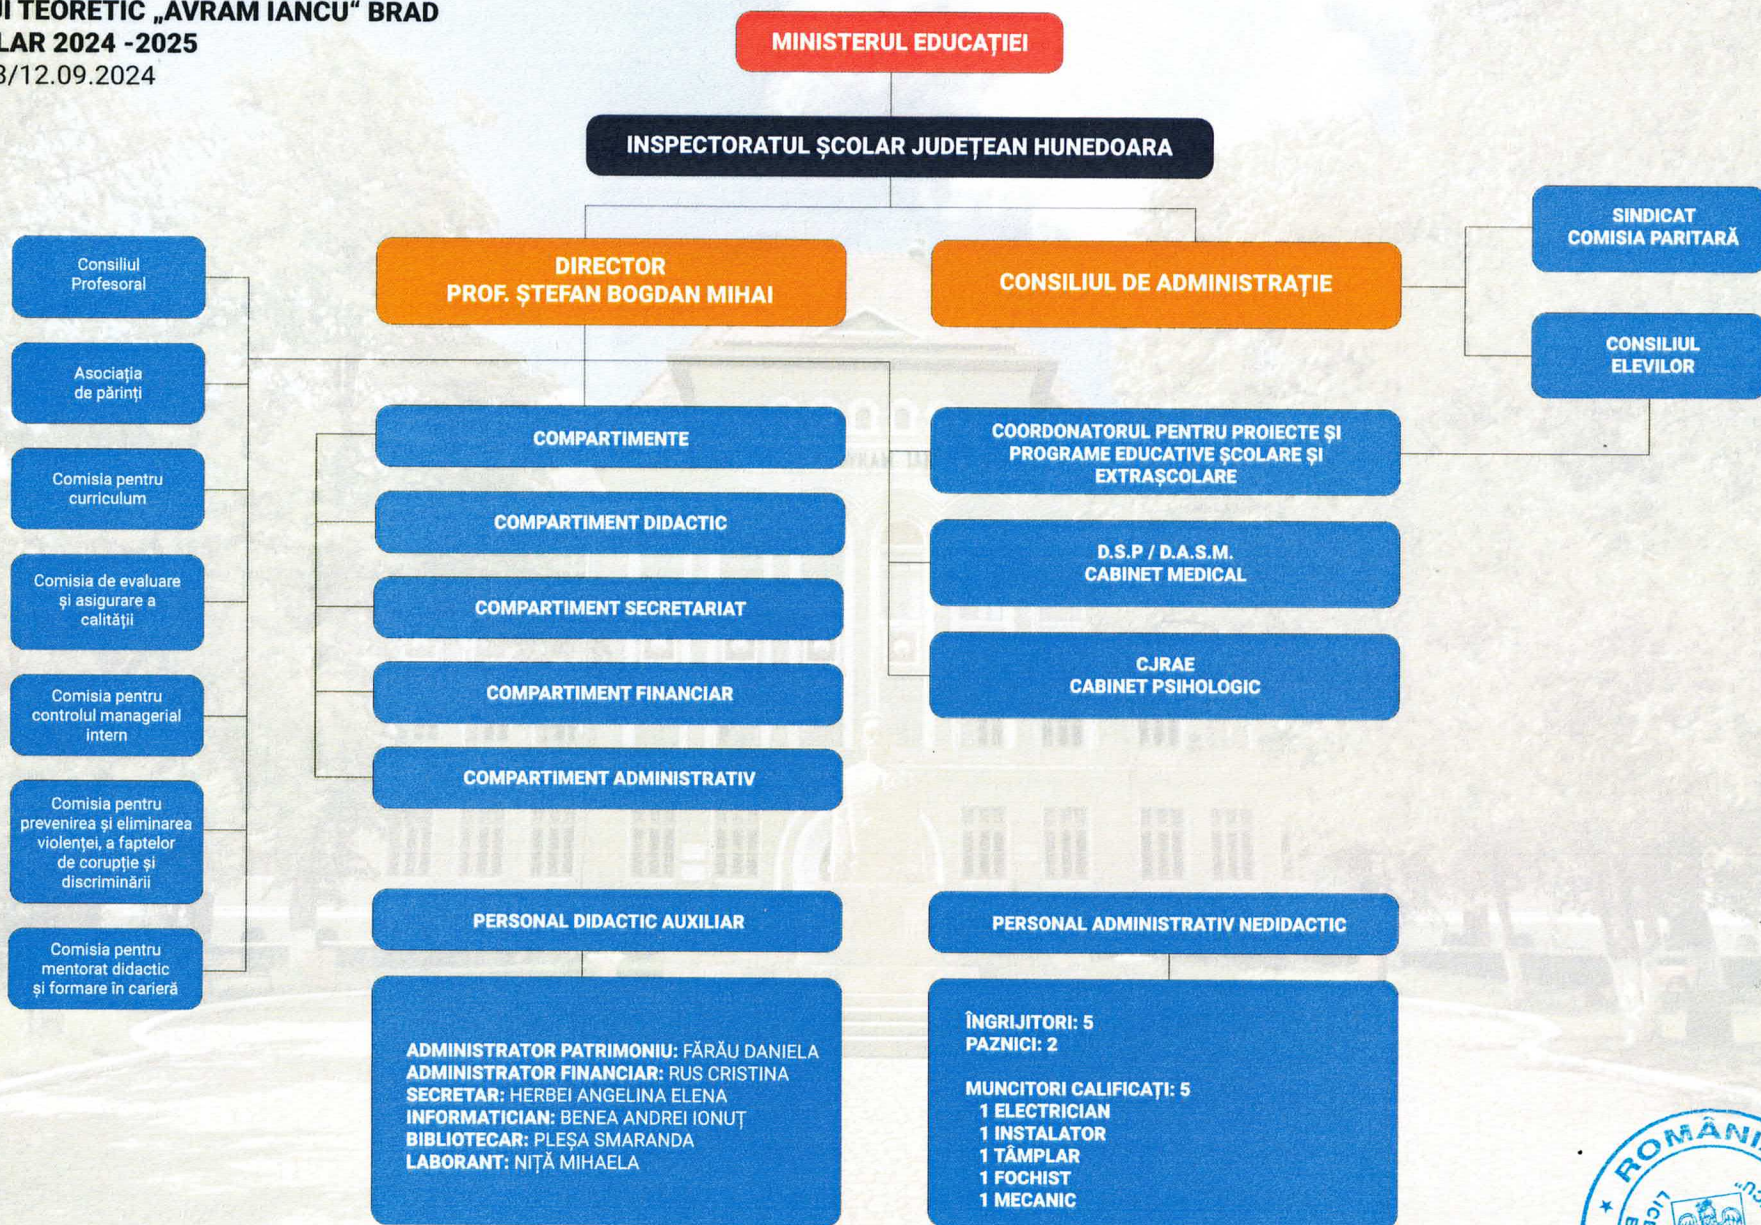 TEORETIC „AVRAM IANCU" BRAD
2024 -2025
/12.09.2024
MINISTERUL EDUCAȚIEI
INSPECTORATUL ȘCOLAR JUDEȚEAN HUNEDOARA
DIRECTOR
PROF. ȘTEFAN BOGDAN MIHAI
CONSILIUL DE ADMINISTRAȚIE
SINDICAT
COMISIA PARITARĂ
CONSILIUL
ELEVILOR
Consiliul
Profesoral
Asociația
de părinți
Comisia pentru
curriculum
Comisia de evaluare
și asigurare a
calității
Comisia pentru
controlul managerial
intern
Comisia pentru
prevenirea și eliminarea
violenței, a faptelor
de corupție și
discriminării
Comisia pentru
mentorat didactic
și formare în carieră
COMPARTIMENTE
COMPARTIMENT DIDACTIC
COMPARTIMENT SECRETARIAT
COMPARTIMENT FINANCIAR
COMPARTIMENT ADMINISTRATIV
COORDONATORUL PENTRU PROIECTE ȘI
PROGRAME EDUCATIVE ȘCOLARE ȘI
EXTRAȘCOLARE
D.S.P / D.A.S.M.
CABINET MEDICAL
CJRAE
CABINET PSIHOLOGIC
PERSONAL DIDACTIC AUXILIAR
ADMINISTRATOR PATRIMONIU: FĂRĂU DANIELA
ADMINISTRATOR FINANCIAR: RUS CRISTINA
SECRETAR: HERBEI ANGELINA ELENA
INFORMATICIAN: BENEA ANDREI IONUȚ
BIBLIOTECAR: PLEȘA SMARANDA
LABORANT: NIȚĂ MIHAELA
PERSONAL ADMINISTRATIV NEDIDACTIC
ÎNGRIJITORI: 5
PAZNICI: 2
MUNCITORI CALIFICAȚI: 5
1 ELECTRICIAN
1 INSTALATOR
1 TÂMPLAR
1 FOCHIST
1 MECANIC
ROMÂNI